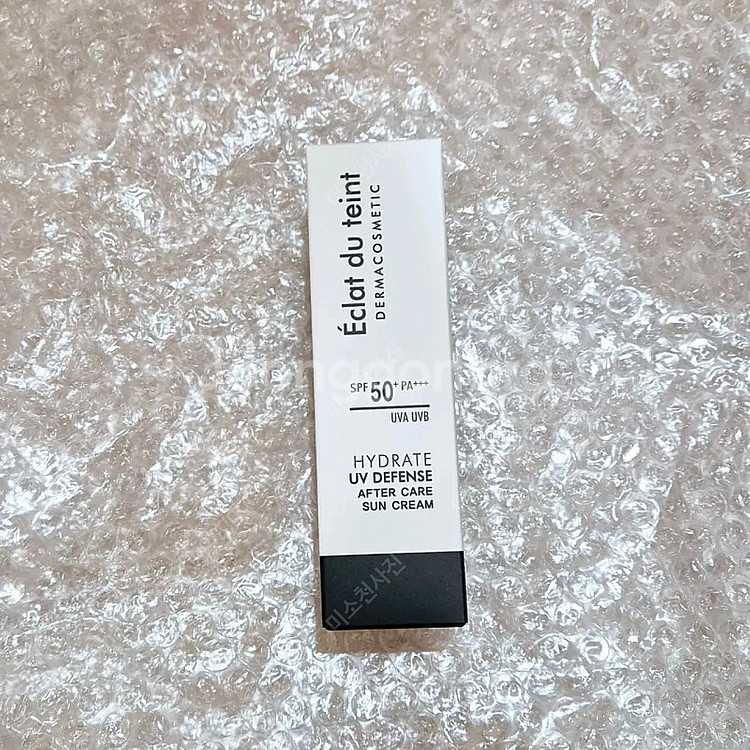 Éclat du teint
DERMACOSMETIC
SPF 50+ PA+++
UVA UVB
HYDRATE
UV DEFENSE
AFTER CARE
SUN CREAM
미소천사진